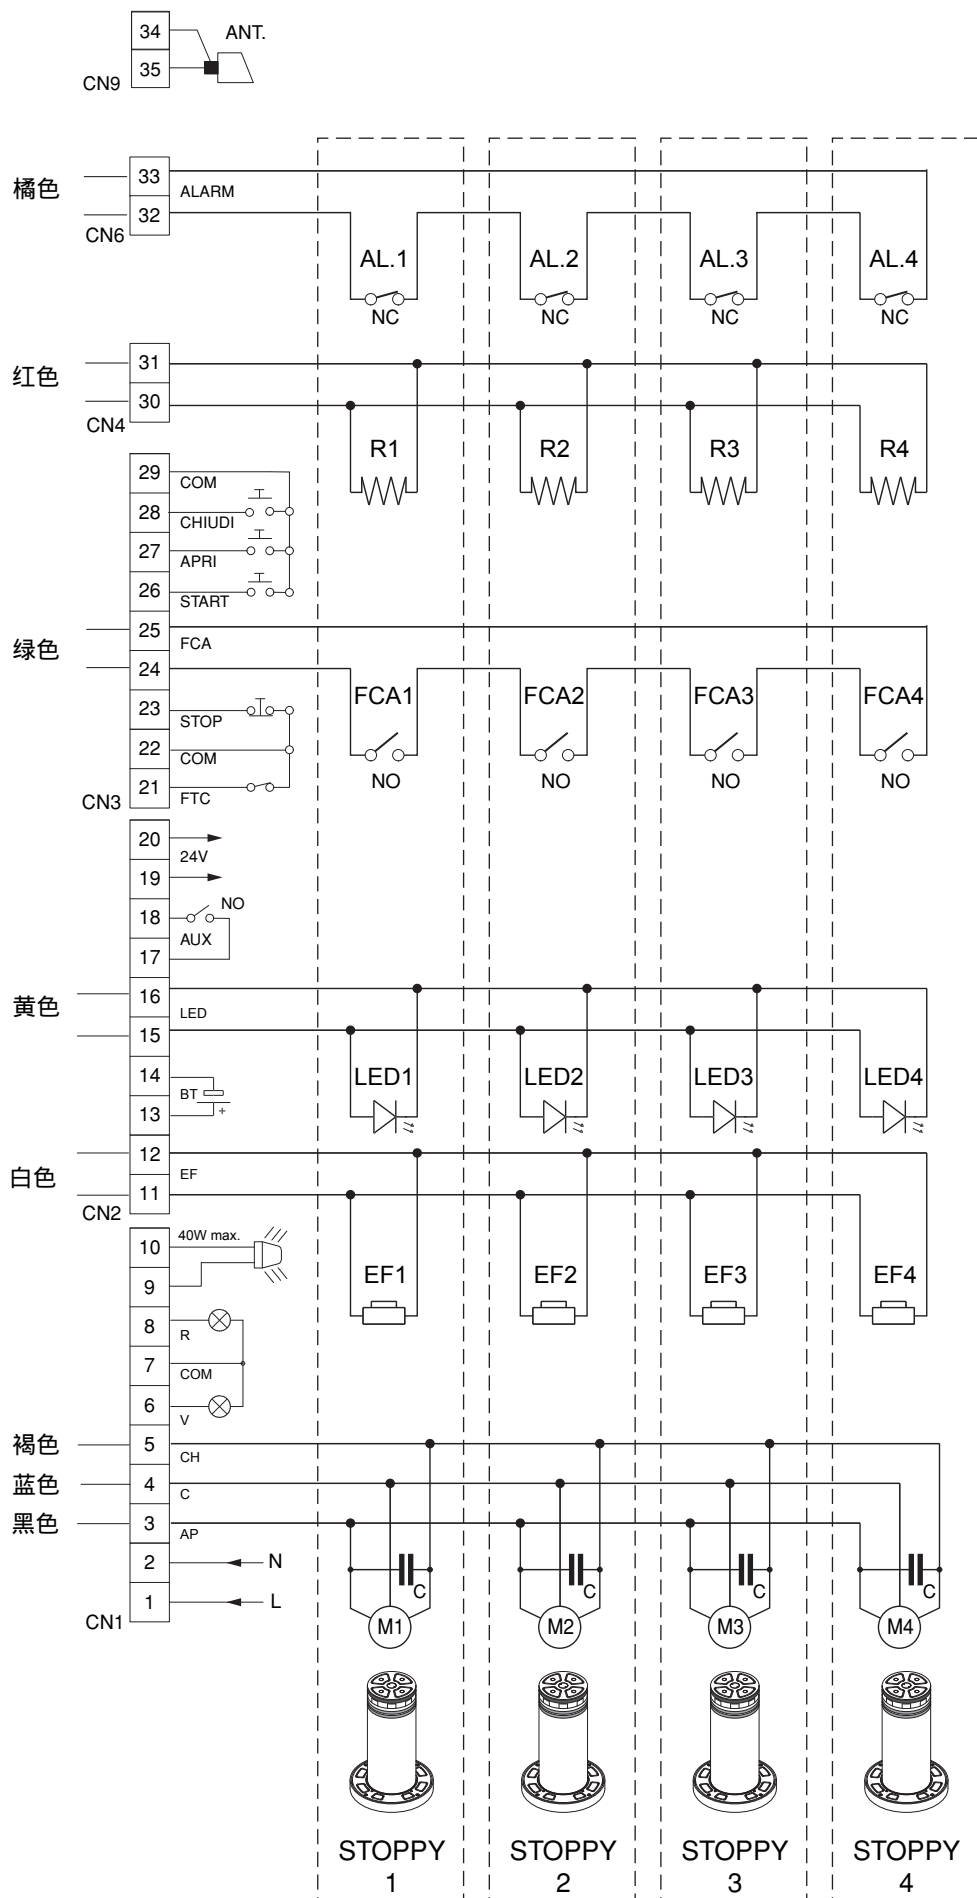 34 ANT.
35
CN9
33
橘色 ALARM
32
CN6
AL.1 AL.2 AL.3 AL.4
NC NC NC NC
31
红色
30
CN4
R1 R2 R3 R4
29
COM
28
CHIUDI
27
APRI
26
START
25
绿色 FCA
24
FCA1 FCA2 FCA3 FCA4
23
STOP
22
COM
NO NO NO NO
21
CN3 FTC
20
24V
19
18 NO
AUX
17
16
黄色 LED
15
14
BT
+
13
LED1 LED2 LED3 LED4
12
白色 EF
11
CN2
10 40W max.
9
EF1 EF2 EF3 EF4
8
R
7
COM
6
V
褐色 5
CH
蓝色 4
C
黑色 3
AP
2 N
C C C C
1 L
CN1
M1 M2 M3 M4
STOPPY STOPPY STOPPY STOPPY
1 2 3 4